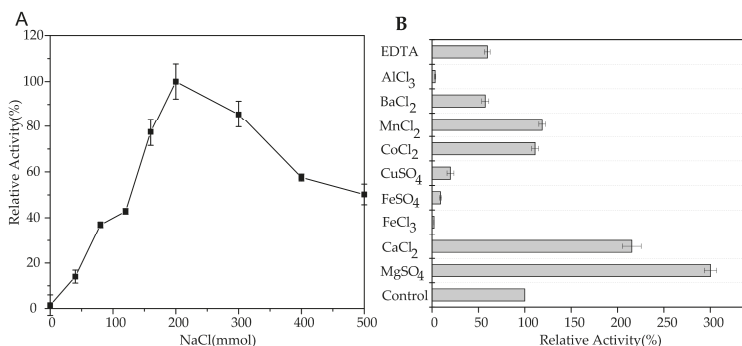 A
120
100
80
60
40
20
0
Relative Activity(%)
0 100 200 300 400 500
NaCl(mmol)
B
EDTA
AlCl3
BaCl2
MnCl2
CoCl2
CuSO4
FeSO4
FeCl3
CaCl2
MgSO4
Control
0 50 100 150 200 250 300
Relative Activity(%)